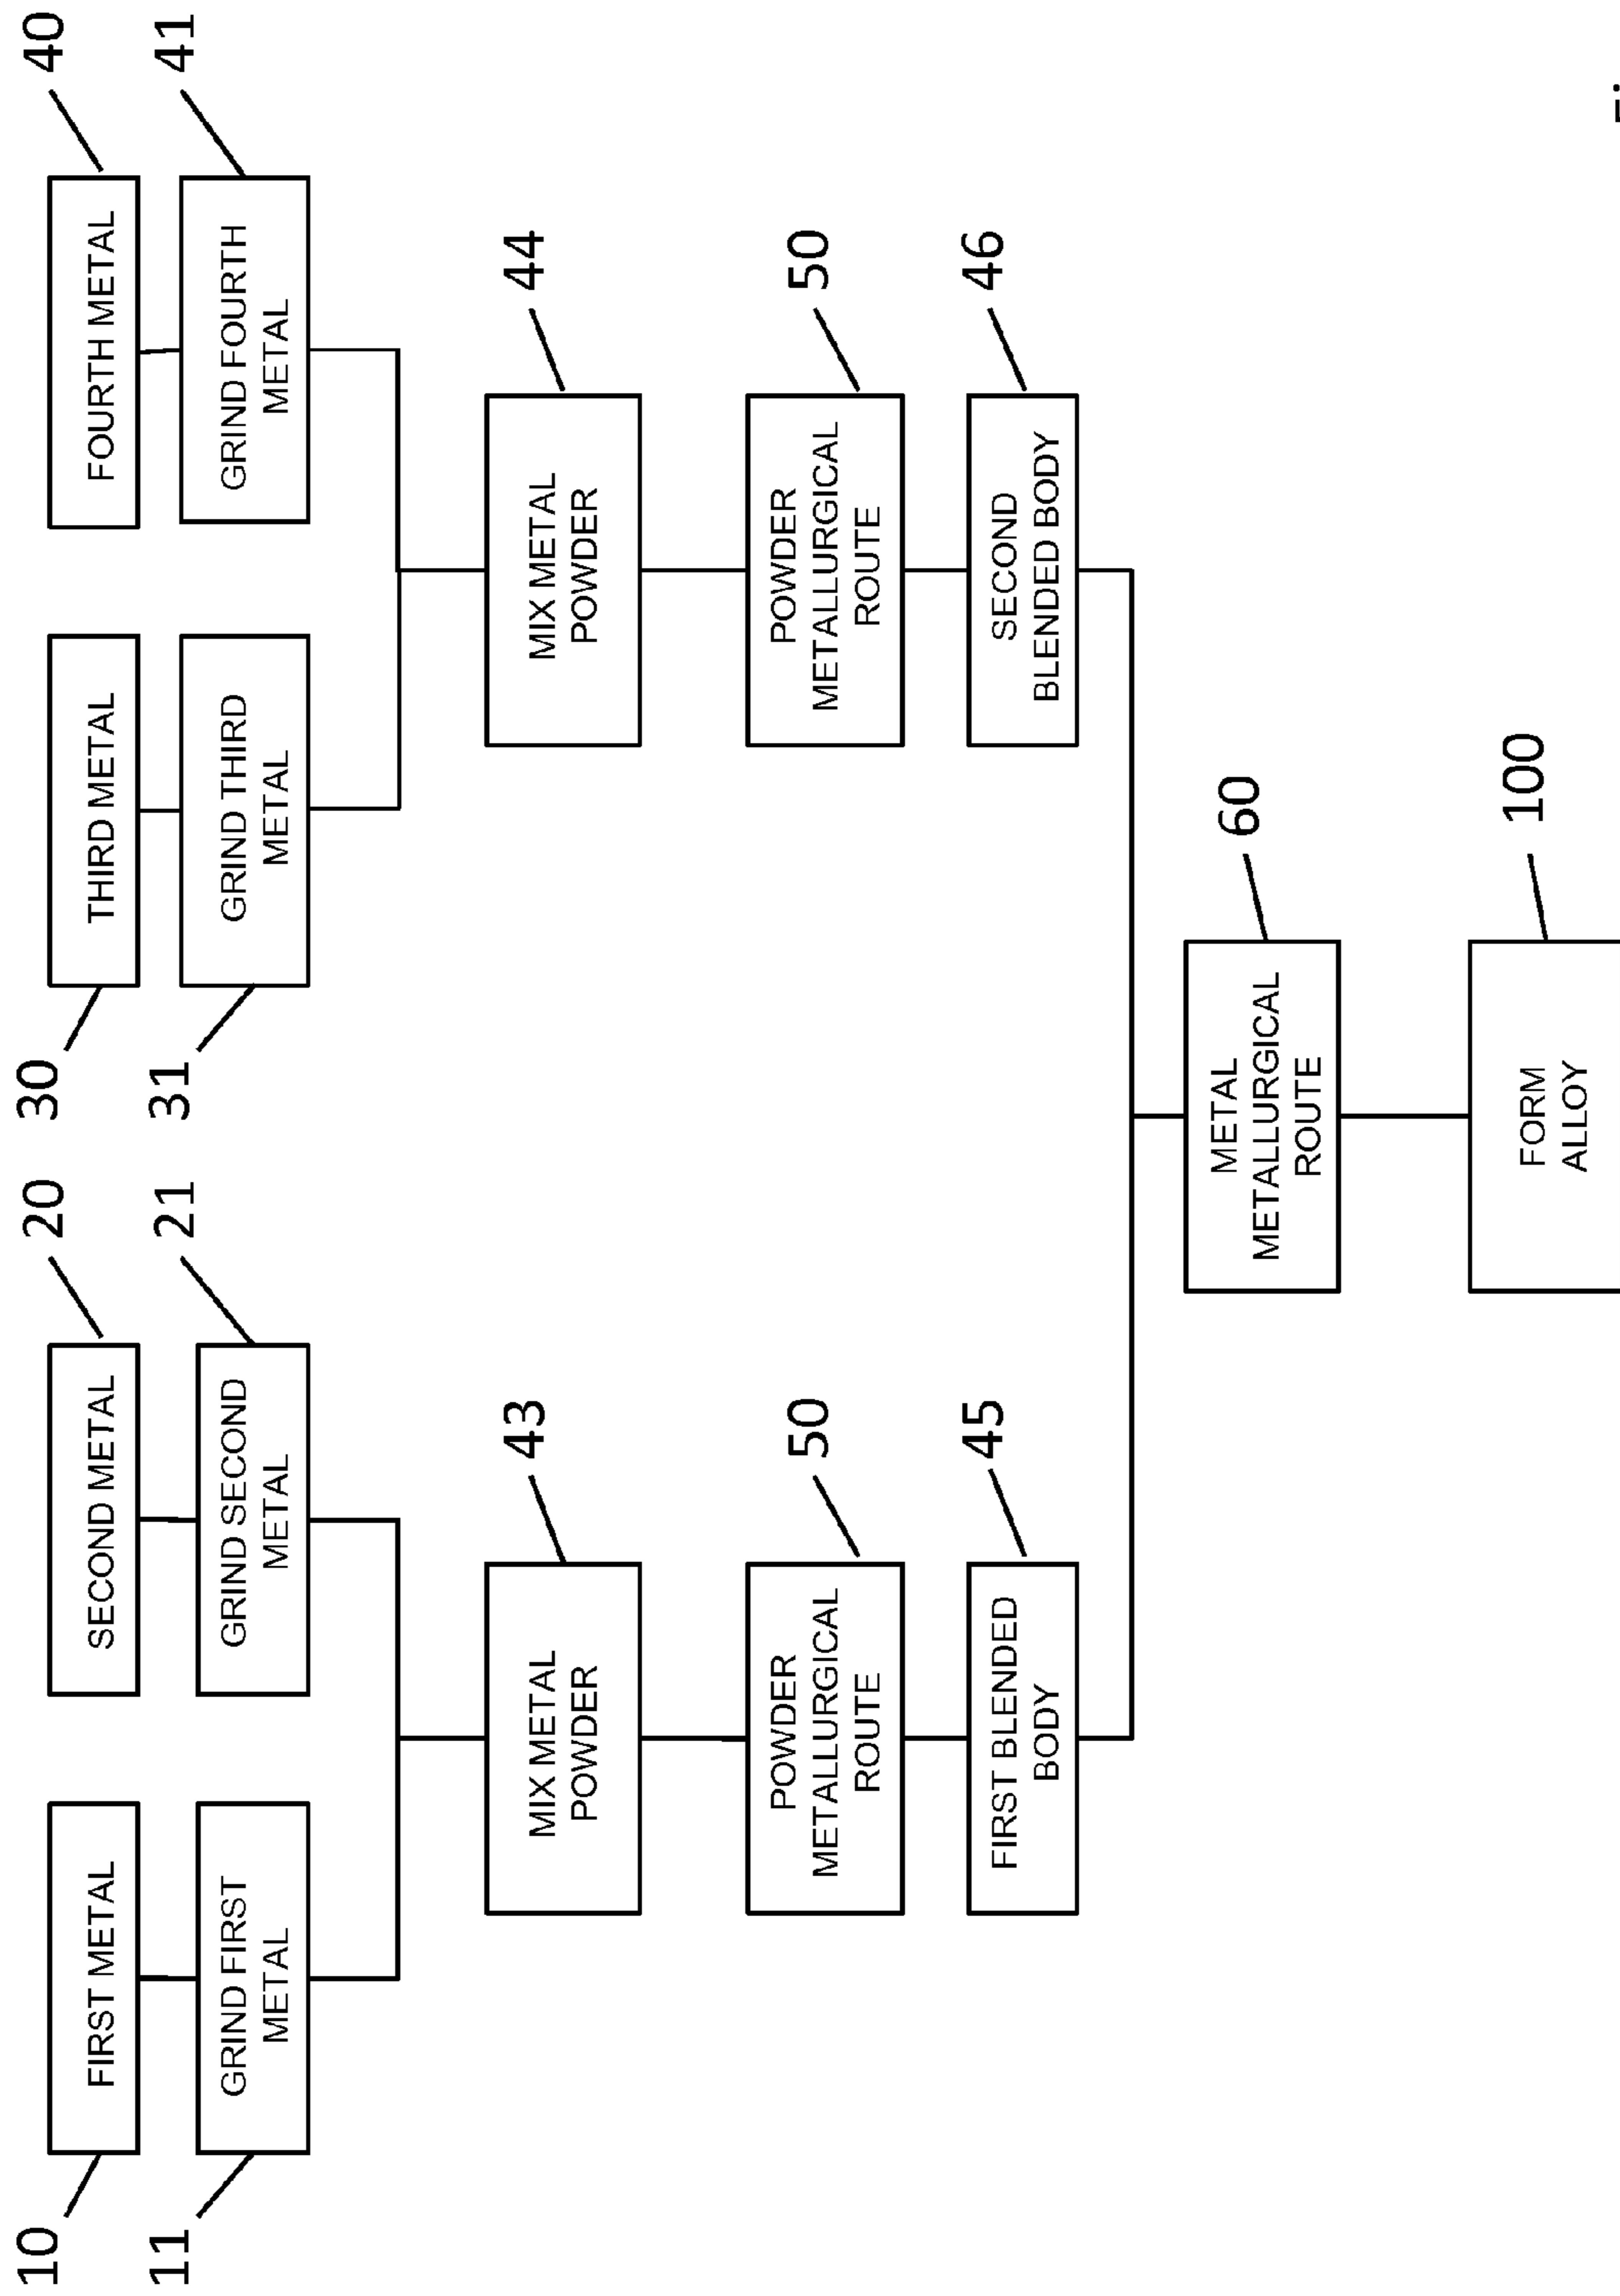 10
FIRST METAL
SECOND METAL
20
30
THIRD METAL
FOURTH METAL
40
11
GRIND FIRST
METAL
GRIND SECOND
METAL
21
31
GRIND THIRD
METAL
GRIND FOURTH
METAL
41
MIX METAL
POWDER
43
MIX METAL
POWDER
44
POWDER
METALLURGICAL
ROUTE
50
POWDER
METALLURGICAL
ROUTE
50
FIRST BLENDED
BODY
45
SECOND
BLENDED BODY
46
METAL
METALLURGICAL
ROUTE
60
FORM
ALLOY
100